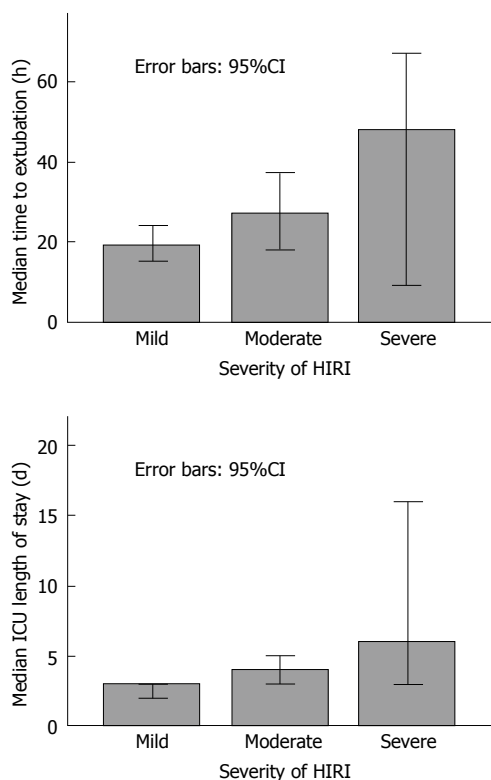 Error bars: 95%CI
Median time to extubation (h)
60
40
20
0
Mild Moderate Severe
Severity of HIRI
Error bars: 95%CI
Median ICU length of stay (d)
20
15
10
5
0
Mild Moderate Severe
Severity of HIRI